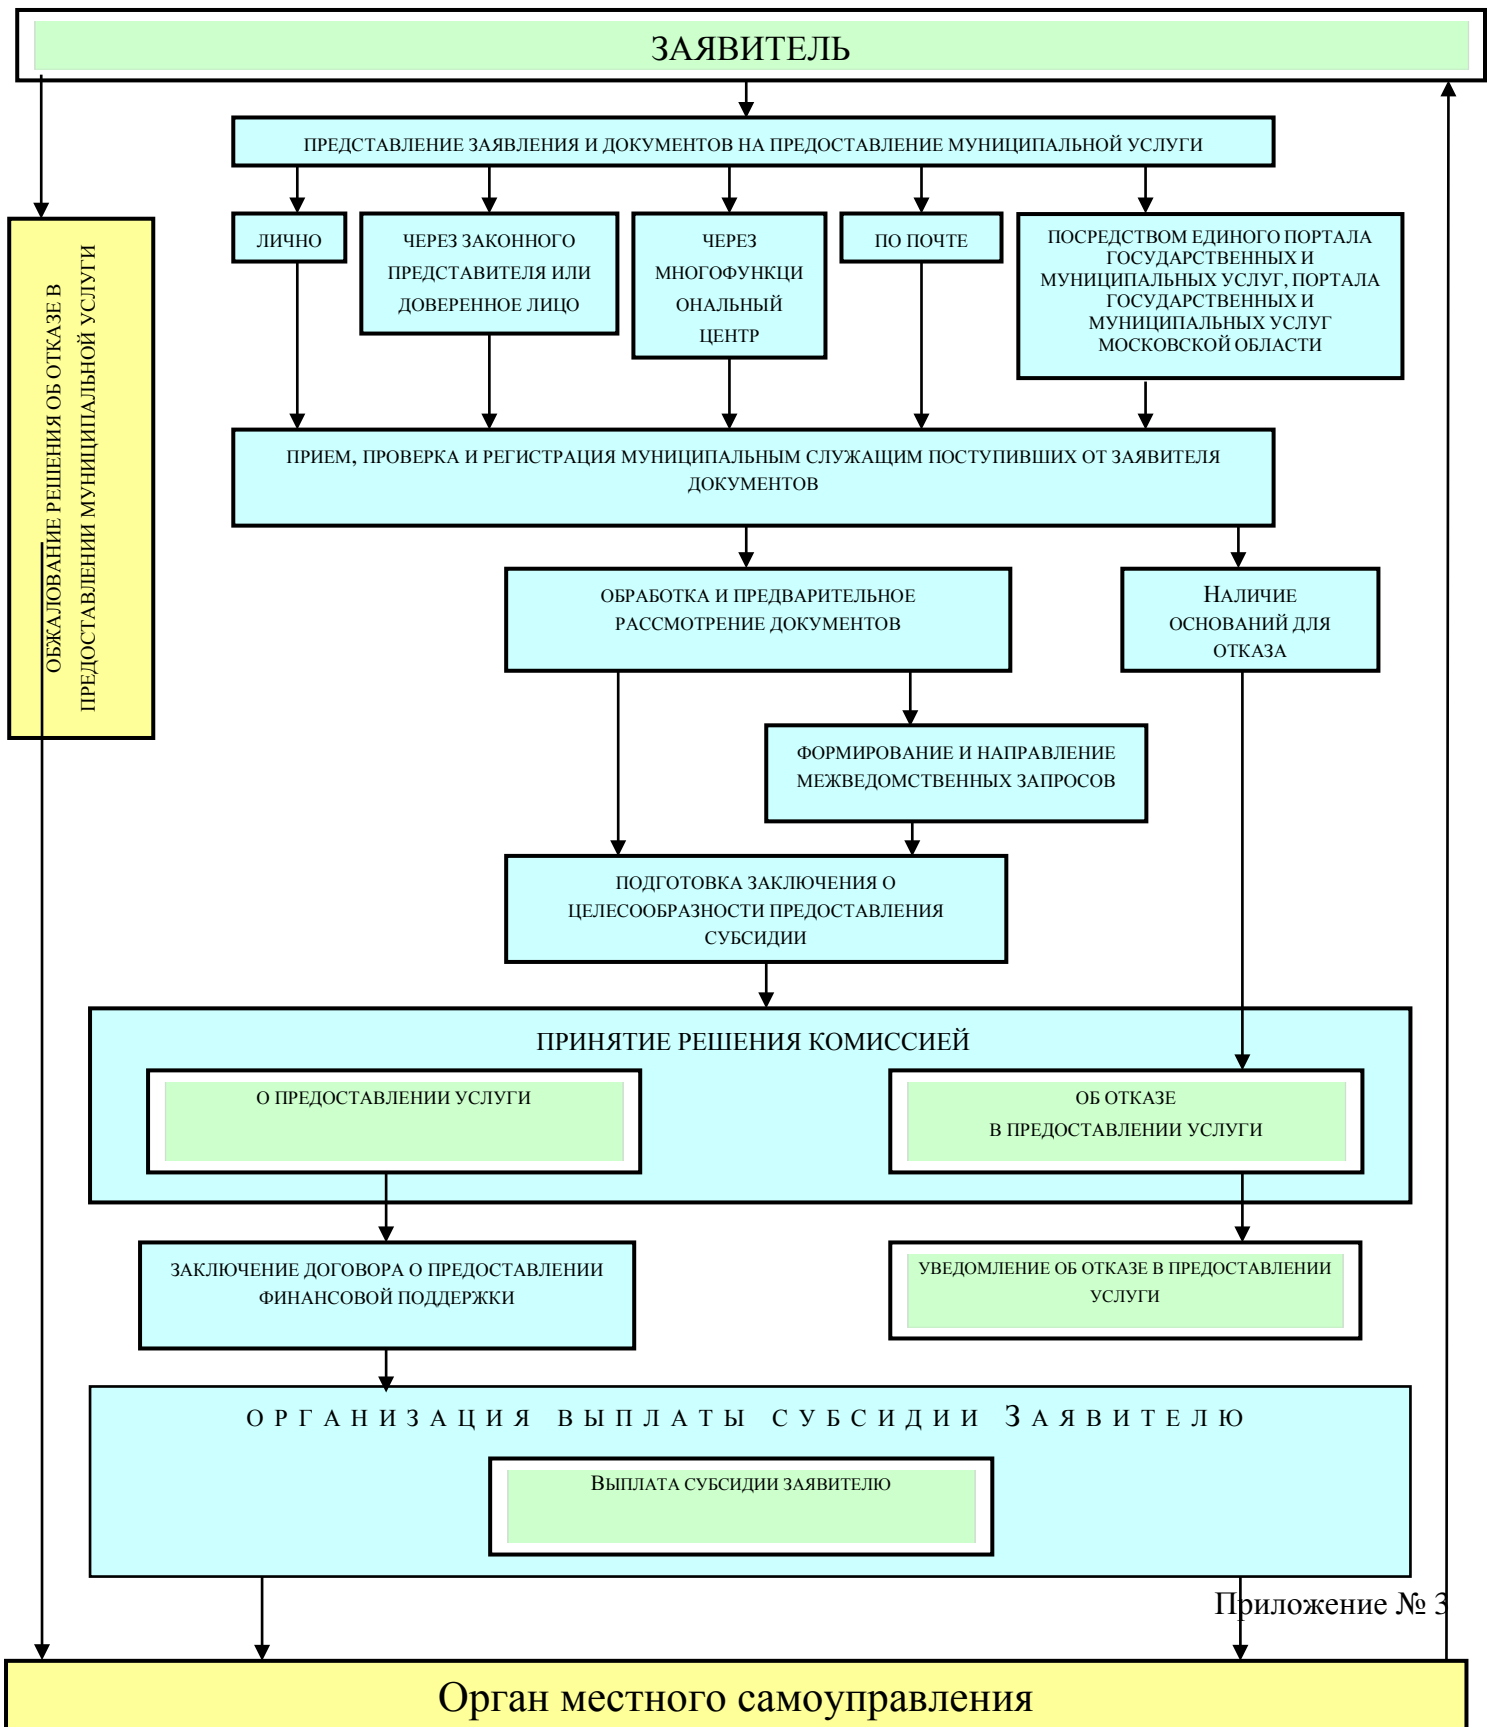 ЗАЯВИТЕЛЬ
ПРЕДСТАВЛЕНИЕ ЗАЯВЛЕНИЯ И ДОКУМЕНТОВ НА ПРЕДОСТАВЛЕНИЕ МУНИЦИПАЛЬНОЙ УСЛУГИ
ЛИЧНО
ЧЕРЕЗ ЗАКОННОГО
ПРЕДСТАВИТЕЛЯ ИЛИ
ДОВЕРЕННОЕ ЛИЦО
ЧЕРЕЗ
МНОГОФУНКЦИ
ОНАЛЬНЫЙ
ЦЕНТР
ПО ПОЧТЕ
ПОСРЕДСТВОМ ЕДИНОГО ПОРТАЛА
ГОСУДАРСТВЕННЫХ И
МУНИЦИПАЛЬНЫХ УСЛУГ, ПОРТАЛА
ГОСУДАРСТВЕННЫХ И
МУНИЦИПАЛЬНЫХ УСЛУГ
МОСКОВСКОЙ ОБЛАСТИ
ОБЖАЛОВАНИЕ РЕШЕНИЯ ОБ ОТКАЗЕ В
ПРЕДОСТАВЛЕНИИ МУНИЦИПАЛЬНОЙ УСЛУГИ
ПРИЕМ, ПРОВЕРКА И РЕГИСТРАЦИЯ МУНИЦИПАЛЬНЫМ СЛУЖАЩИМ ПОСТУПИВШИХ ОТ ЗАЯВИТЕЛЯ
ДОКУМЕНТОВ
ОБРАБОТКА И ПРЕДВАРИТЕЛЬНОЕ
РАССМОТРЕНИЕ ДОКУМЕНТОВ
НАЛИЧИЕ
ОСНОВАНИЙ ДЛЯ
ОТКАЗА
ФОРМИРОВАНИЕ И НАПРАВЛЕНИЕ
МЕЖВЕДОМСТВЕННЫХ ЗАПРОСОВ
ПОДГОТОВКА ЗАКЛЮЧЕНИЯ О
ЦЕЛЕСООБРАЗНОСТИ ПРЕДОСТАВЛЕНИЯ
СУБСИДИИ
ПРИНЯТИЕ РЕШЕНИЯ КОМИССИЕЙ
О ПРЕДОСТАВЛЕНИИ УСЛУГИ
ОБ ОТКАЗЕ
В ПРЕДОСТАВЛЕНИИ УСЛУГИ
ЗАКЛЮЧЕНИЕ ДОГОВОРА О ПРЕДОСТАВЛЕНИИ
ФИНАНСОВОЙ ПОДДЕРЖКИ
УВЕДОМЛЕНИЕ ОБ ОТКАЗЕ В ПРЕДОСТАВЛЕНИИ
УСЛУГИ
ОРГАНИЗАЦИЯ ВЫПЛАТЫ СУБСИДИИ ЗАЯВИТЕЛЮ
ВЫПЛАТА СУБСИДИИ ЗАЯВИТЕЛЮ
Приложение № 3
Орган местного самоуправления